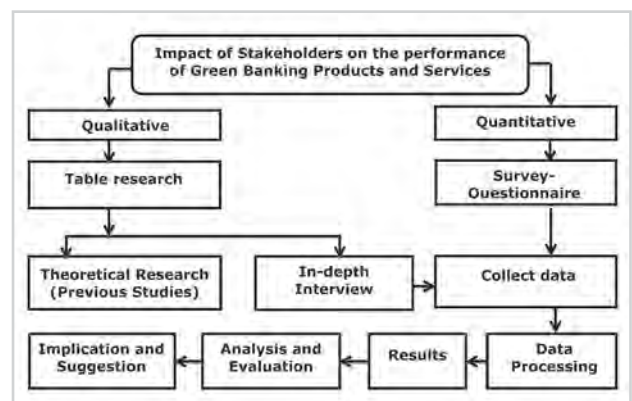 Impact of Stakeholders on the performance
of Green Banking Products and Services
Qualitative
Quantitative
Table research
Survey-
Ouestionnaire
Theoretical Research
(Previous Studies)
In-depth
Interview
Collect data
Implication and
Suggestion
Analysis and
Evaluation
Results
Data
Processing